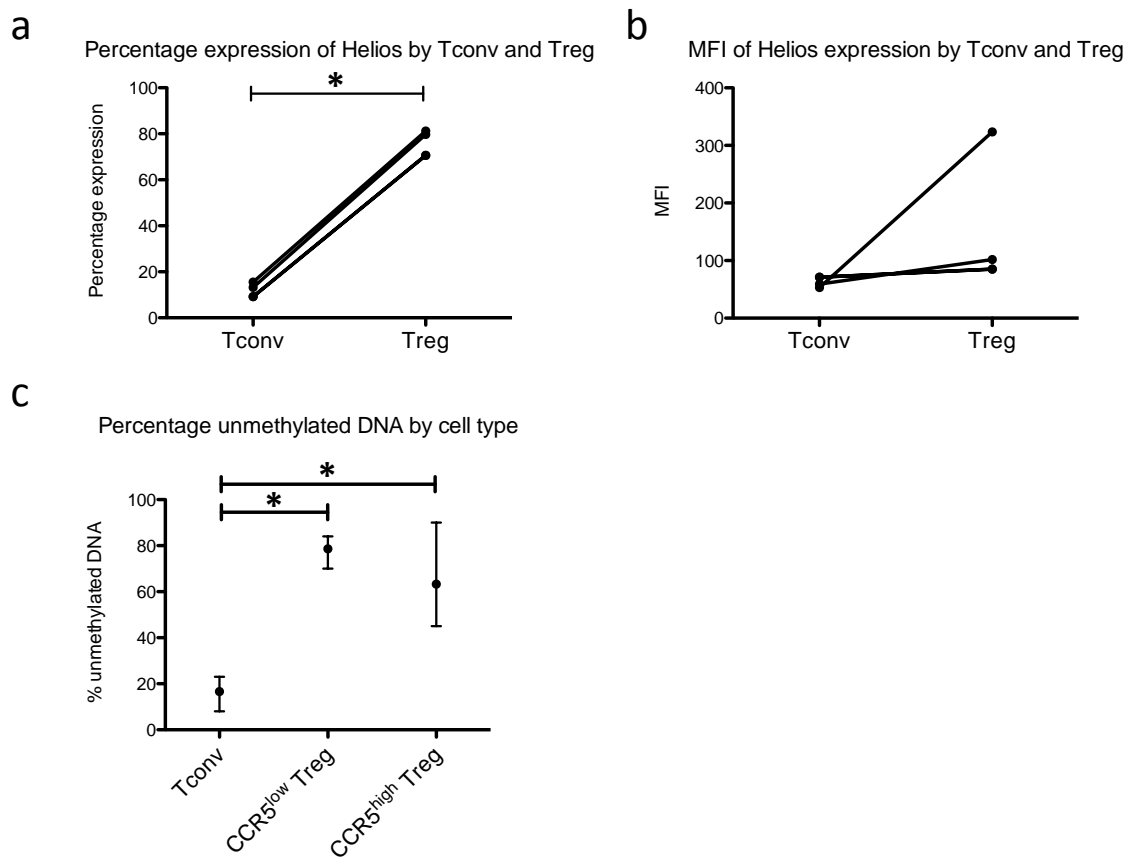 a
Percentage expression of Helios by Tconv and Treg
*
100
80
60
40
20
0
Percentage expression
Tconv
Treg
b
MFI of Helios expression by Tconv and Treg
400
300
200
100
0
MFI
Tconv
Treg
c
Percentage unmethylated DNA by cell type
*
*
100
80
60
40
20
0
% unmethylated DNA
Tconv
CCR5low Treg
CCR5high Treg